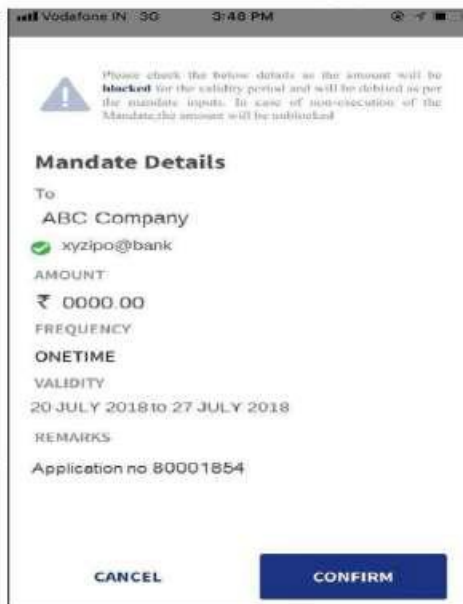 Vodafone IN 3G 3:48 PM
Please check the below details as the amount will be
blocked for the validity period and will be debited as per
the mandate inputs. In case of non-execution of the
Mandate,the amount will be unblocked
Mandate Details
To
ABC Company
xyzipo@bank
AMOUNT
₹ 0000.00
FREQUENCY
ONETIME
VALIDITY
20 JULY 2018 to 27 JULY 2018
REMARKS
Application no 80001854
CANCEL CONFIRM